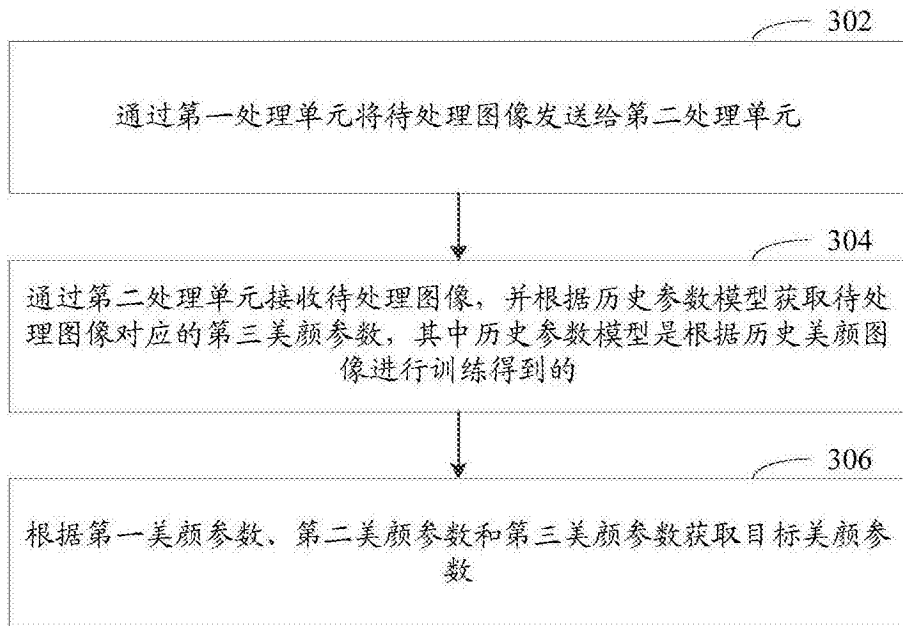 302
通过第一处理单元将待处理图像发送给第二处理单元
304
通过第二处理单元接收待处理图像，并根据历史参数模型获取待处
理图像对应的第三美颜参数，其中历史参数模型是根据历史美颜图
像进行训练得到的
306
根据第一美颜参数、第二美颜参数和第三美颜参数获取目标美颜参
数